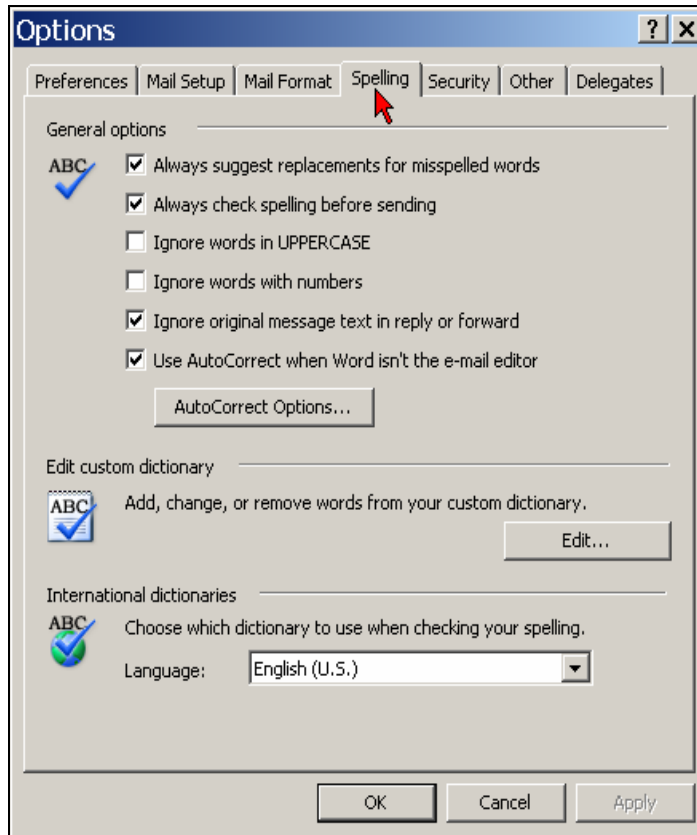 Options
Preferences Mail Setup Mail Format Spelling Security Other Delegates
General options
ABC
Always suggest replacements for misspelled words
Always check spelling before sending
Ignore words in UPPERCASE
Ignore words with numbers
Ignore original message text in reply or forward
Use AutoCorrect when Word isn't the e-mail editor
AutoCorrect Options...
Edit custom dictionary
ABC
Add, change, or remove words from your custom dictionary.
Edit...
International dictionaries
ABC
Choose which dictionary to use when checking your spelling.
Language: English (U.S.)
OK Cancel Apply